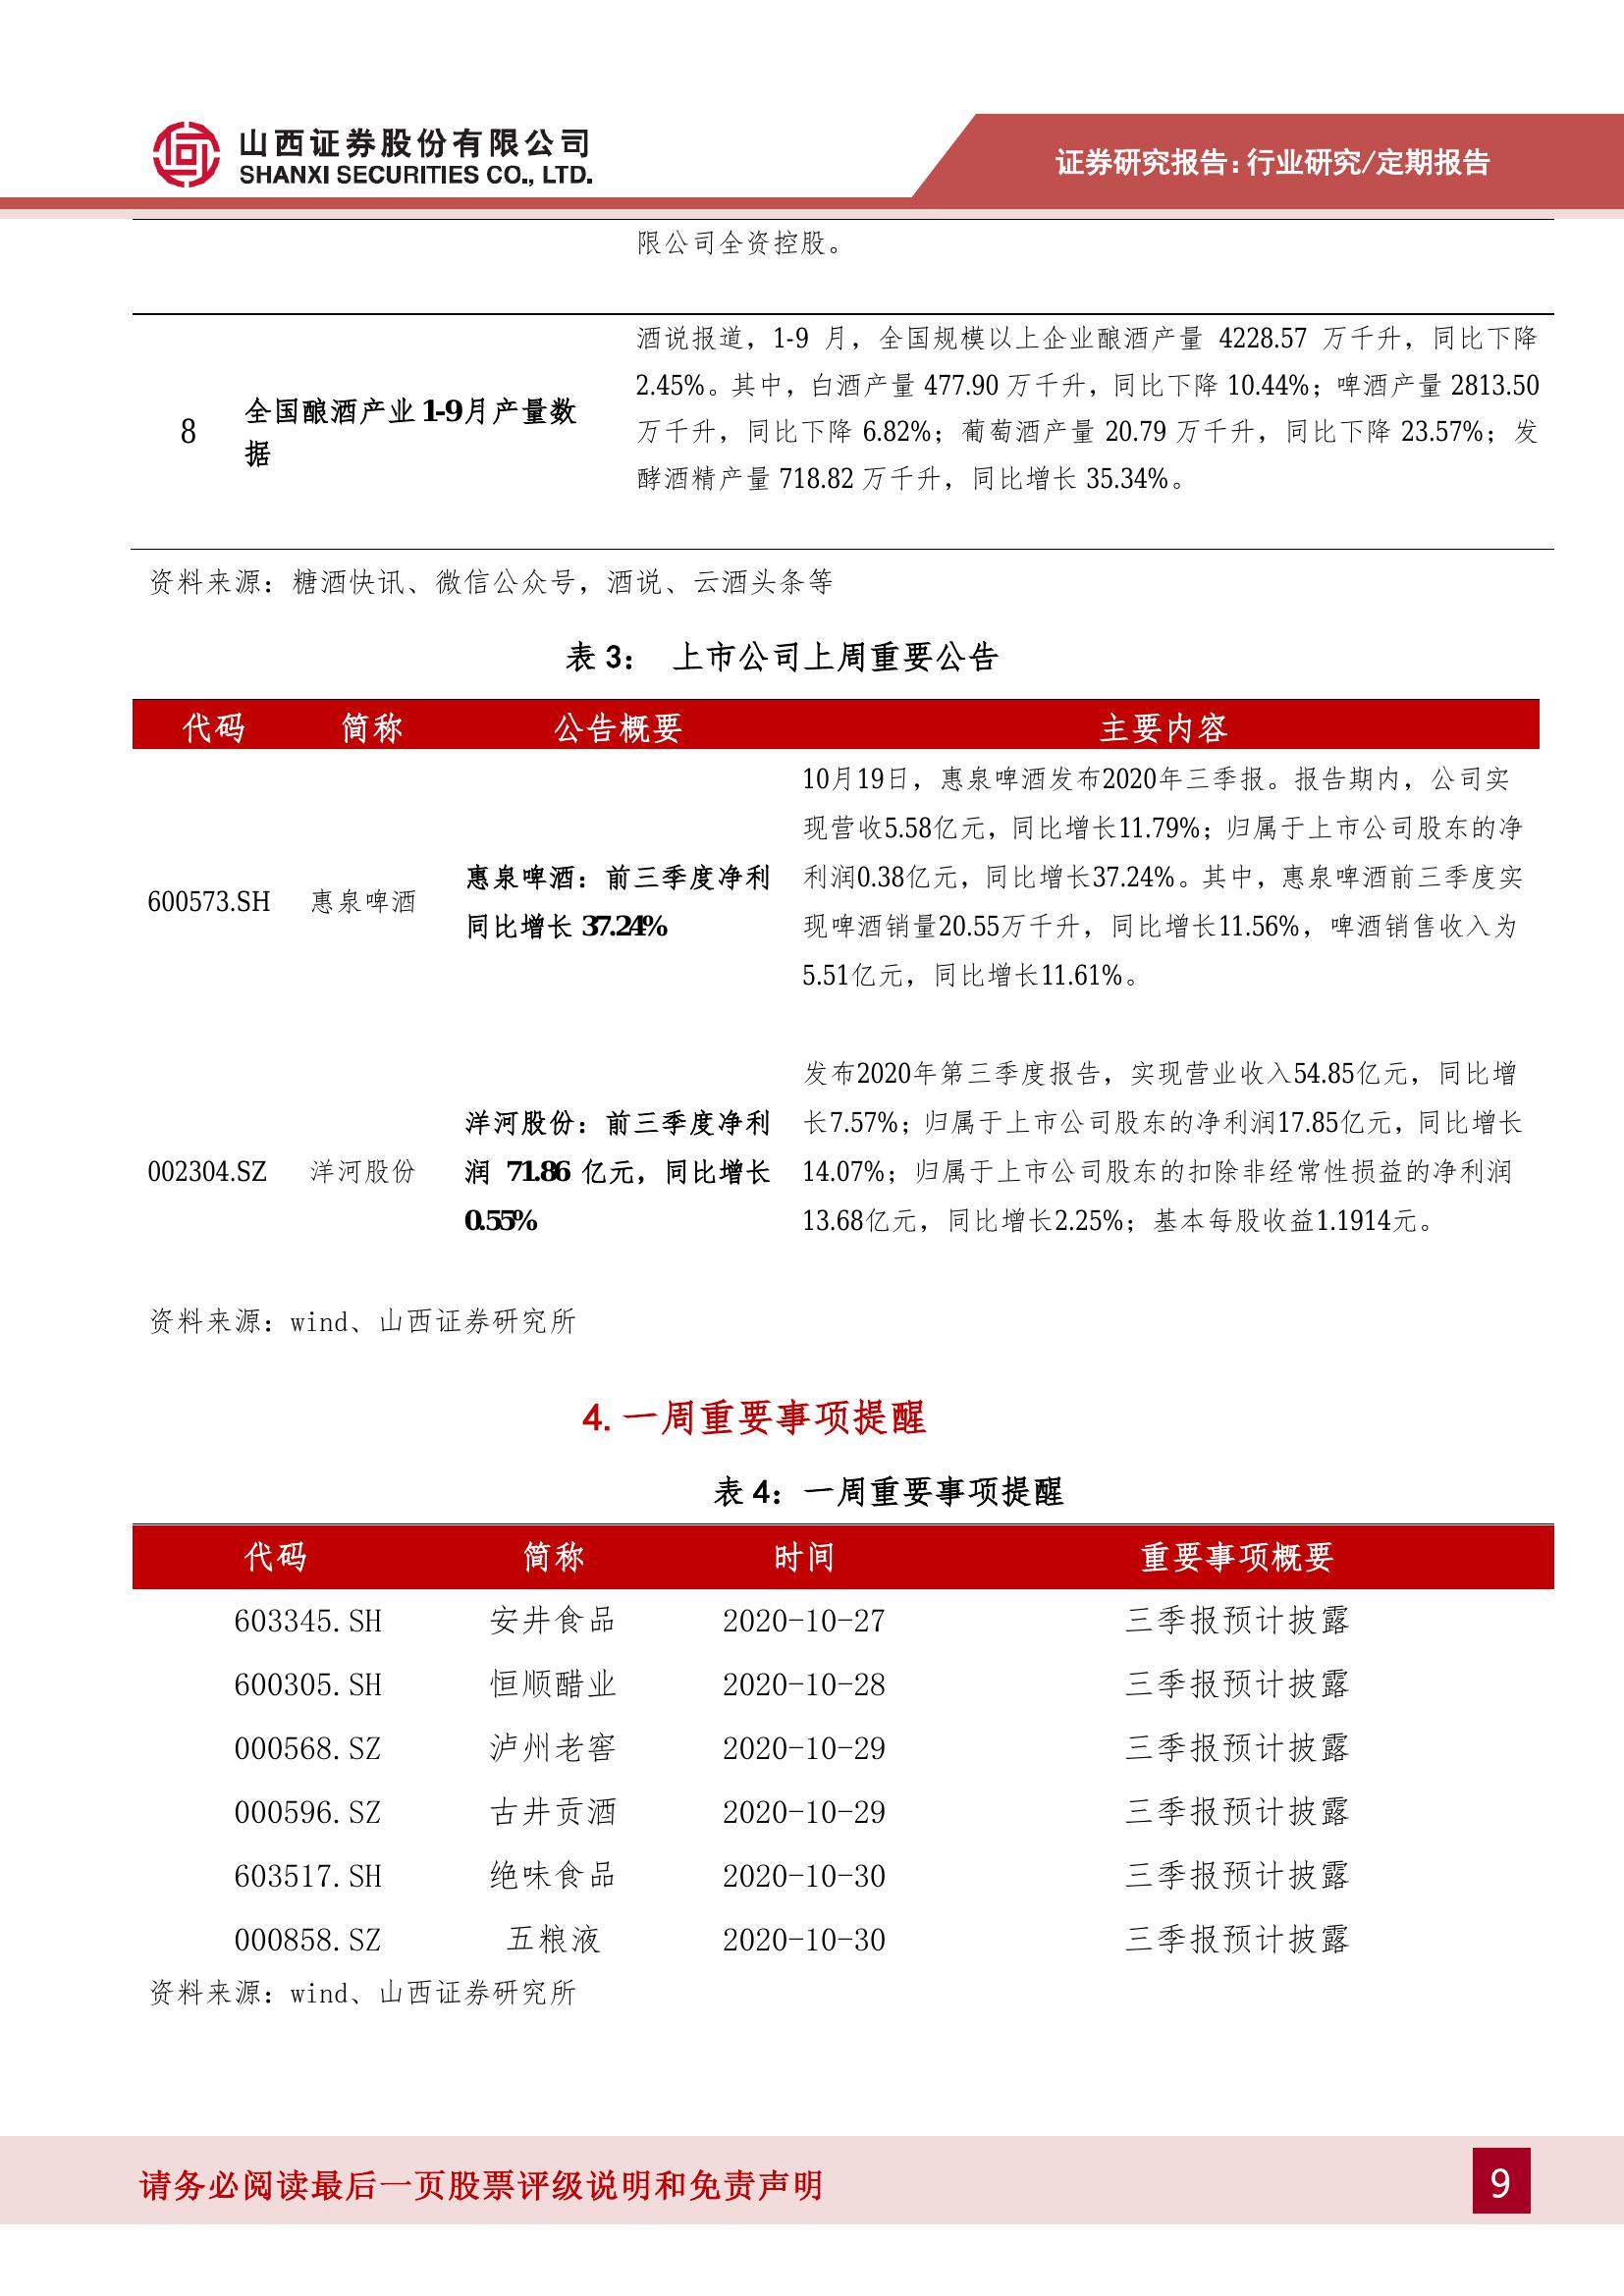 山西证券股份有限公司
SHANXI SECURITIES CO., LTD.
证券研究报告:行业研究/定期报告
限公司全资控股。
8
全国酿酒产业 1-9月产量数
据
酒说报道，1-9 月，全国规模以上企业酿酒产量 4228.57 万千升，同比下降
2.45%。其中，白酒产量 477.90 万千升，同比下降 10.44%；啤酒产量 2813.50
万千升，同比下降 6.82%；葡萄酒产量 20.79 万千升，同比下降 23.57%；发
酵酒精产量 718.82 万千升，同比增长 35.34%。
资料来源：糖酒快讯、微信公众号，酒说、云酒头条等
表 3： 上市公司上周重要公告
代码 简称 公告概要 主要内容
600573.SH 惠泉啤酒
惠泉啤酒：前三季度净利
同比增长 37.24%
10月19日，惠泉啤酒发布2020年三季报。报告期内，公司实
现营收5.58亿元，同比增长11.79%；归属于上市公司股东的净
利润0.38亿元，同比增长37.24%。其中，惠泉啤酒前三季度实
现啤酒销量20.55万千升，同比增长11.56%，啤酒销售收入为
5.51亿元，同比增长11.61%。
002304.SZ 洋河股份
洋河股份：前三季度净利
润 71.86 亿元，同比增长
0.55%
发布2020年第三季度报告，实现营业收入54.85亿元，同比增
长7.57%；归属于上市公司股东的净利润17.85亿元，同比增长
14.07%；归属于上市公司股东的扣除非经常性损益的净利润
13.68亿元，同比增长2.25%；基本每股收益1.1914元。
资料来源：wind、山西证券研究所
4.一周重要事项提醒
表 4：一周重要事项提醒
代码 简称 时间 重要事项概要
603345.SH 安井食品 2020-10-27 三季报预计披露
600305.SH 恒顺醋业 2020-10-28 三季报预计披露
000568.SZ 泸州老窖 2020-10-29 三季报预计披露
000596.SZ 古井贡酒 2020-10-29 三季报预计披露
603517.SH 绝味食品 2020-10-30 三季报预计披露
000858.SZ 五粮液 2020-10-30 三季报预计披露
资料来源：wind、山西证券研究所
请务必阅读最后一页股票评级说明和免责声明
9